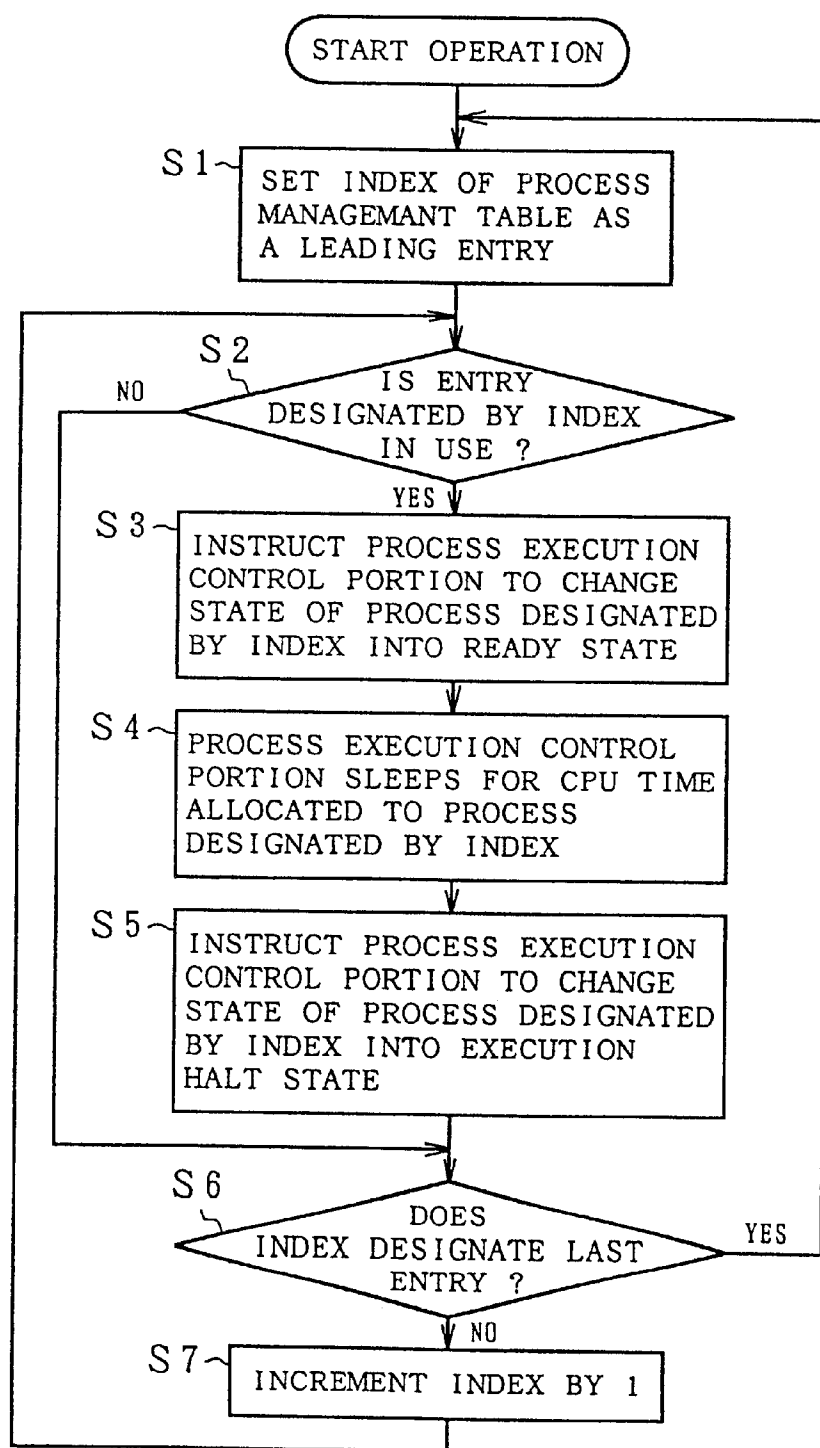 START OPERATION
S1
SET INDEX OF PROCESS
MANAGEMANT TABLE AS
A LEADING ENTRY
S2
NO
IS ENTRY
DESIGNATED BY INDEX
IN USE ?
YES
S3
INSTRUCT PROCESS EXECUTION
CONTROL PORTION TO CHANGE
STATE OF PROCESS DESIGNATED
BY INDEX INTO READY STATE
S4
PROCESS EXECUTION CONTROL
PORTION SLEEPS FOR CPU TIME
ALLOCATED TO PROCESS
DESIGNATED BY INDEX
S5
INSTRUCT PROCESS EXECUTION
CONTROL PORTION TO CHANGE
STATE OF PROCESS DESIGNATED
BY INDEX INTO EXECUTION
HALT STATE
S6
DOES
INDEX DESIGNATE LAST
ENTRY ?
YES
NO
S7
INCREMENT INDEX BY 1